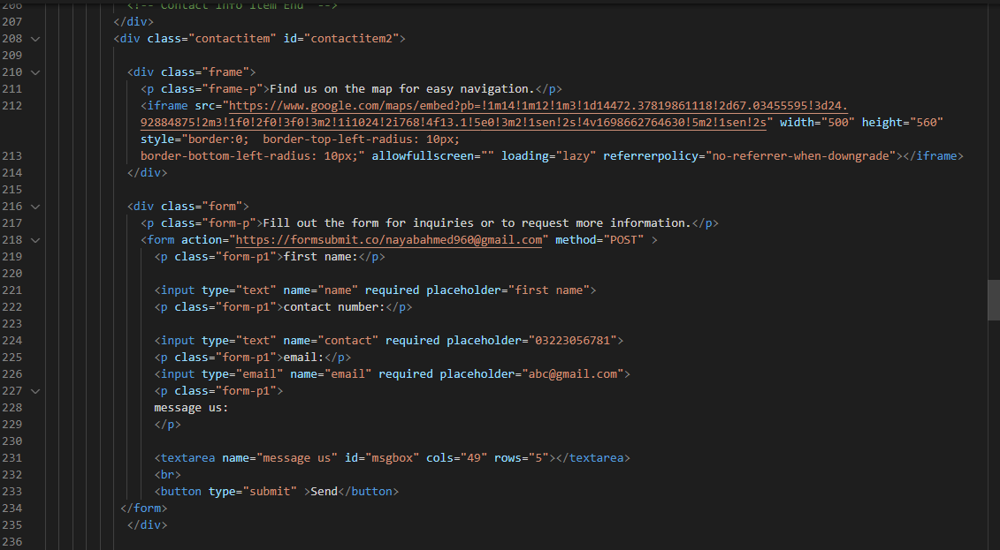 206 <!-- Contact Info Item End -->
207 </div>
208 <div class="contactitem" id="contactitem2">
209
210 <div class="frame">
211 <p class="frame-p">Find us on the map for easy navigation.</p>
212 <iframe src="https://www.google.com/maps/embed?pb=!1m14!1m12!1m3!1d14472.37819861118!2d67.03455595!3d24.
92884875!2m3!1f0!2f0!3f0!3m2!1i1024!2i768!4f13.1!5e0!3m2!1sen!2s!4v1698662764630!5m2!1sen!2s" width="500" height="560"
style="border:0;  border-top-left-radius: 10px;
213 border-bottom-left-radius: 10px;" allowfullscreen="" loading="lazy" referrerpolicy="no-referrer-when-downgrade"></iframe>
214 </div>
215
216 <div class="form">
217 <p class="form-p">Fill out the form for inquiries or to request more information.</p>
218 <form action="https://formsubmit.co/nayabahmed960@gmail.com" method="POST" >
219 <p class="form-p1">first name:</p>
220
221 <input type="text" name="name" required placeholder="first name">
222 <p class="form-p1">contact number:</p>
223
224 <input type="text" name="contact" required placeholder="03223056781">
225 <p class="form-p1">email:</p>
226 <input type="email" name="email" required placeholder="abc@gmail.com">
227 <p class="form-p1">
228 message us:
229 </p>
230
231 <textarea name="message us" id="msgbox" cols="49" rows="5"></textarea>
232 <br>
233 <button type="submit" >Send</button>
234 </form>
235 </div>
236